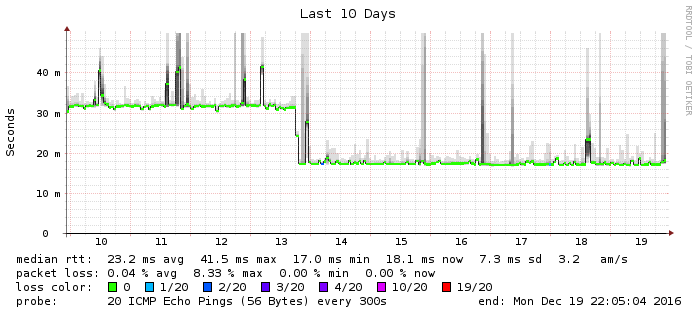 Last 10 Days
RRDTOOL / TOBI OETIKER
Seconds
40 m
30 m
20 m
10 m
0
10 11 12 13 14 15 16 17 18 19
median rtt: 23.2 ms avg 41.5 ms max 17.0 ms min 18.1 ms now 7.3 ms sd 3.2 am/s
packet loss: 0.04 % avg 8.33 % max 0.00 % min 0.00 % now
loss color: 0 1/20 2/20 3/20 4/20 10/20 19/20
probe: 20 ICMP Echo Pings (56 Bytes) every 300s end: Mon Dec 19 22:05:04 2016